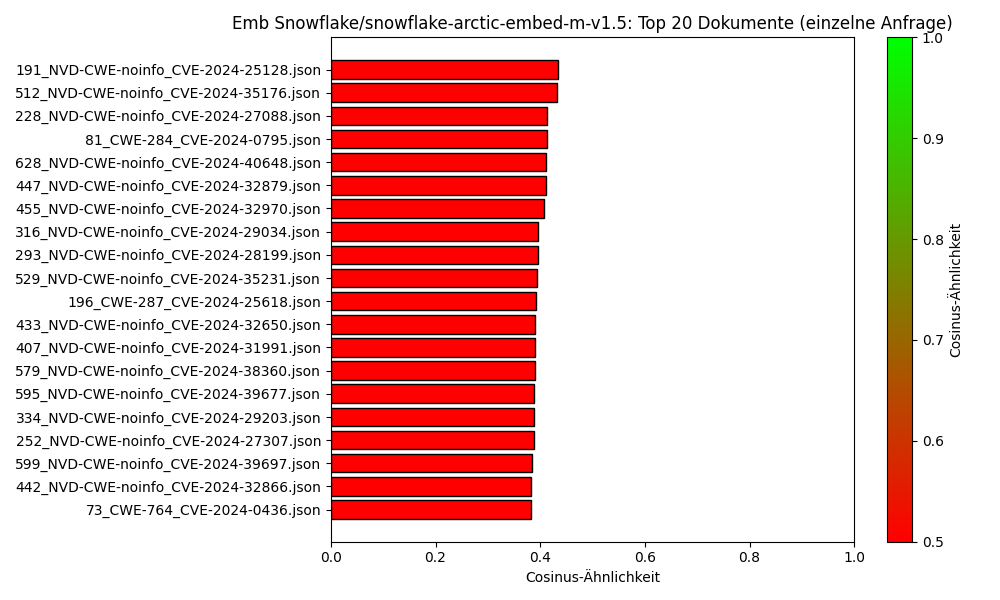 Emb Snowflake/snowflake-arctic-embed-m-v1.5: Top 20 Dokumente (einzelne Anfrage)
191_NVD-CWE-noinfo_CVE-2024-25128.json
512_NVD-CWE-noinfo_CVE-2024-35176.json
228_NVD-CWE-noinfo_CVE-2024-27088.json
81_CWE-284_CVE-2024-0795.json
628_NVD-CWE-noinfo_CVE-2024-40648.json
447_NVD-CWE-noinfo_CVE-2024-32879.json
455_NVD-CWE-noinfo_CVE-2024-32970.json
316_NVD-CWE-noinfo_CVE-2024-29034.json
293_NVD-CWE-noinfo_CVE-2024-28199.json
529_NVD-CWE-noinfo_CVE-2024-35231.json
196_CWE-287_CVE-2024-25618.json
433_NVD-CWE-noinfo_CVE-2024-32650.json
407_NVD-CWE-noinfo_CVE-2024-31991.json
579_NVD-CWE-noinfo_CVE-2024-38360.json
595_NVD-CWE-noinfo_CVE-2024-39677.json
334_NVD-CWE-noinfo_CVE-2024-29203.json
252_NVD-CWE-noinfo_CVE-2024-27307.json
599_NVD-CWE-noinfo_CVE-2024-39697.json
442_NVD-CWE-noinfo_CVE-2024-32866.json
73_CWE-764_CVE-2024-0436.json
0.0 0.2 0.4 0.6 0.8 1.0
Cosinus-Ähnlichkeit
1.0
0.9
0.8
0.7
0.6
0.5
Cosinus-Ähnlichkeit